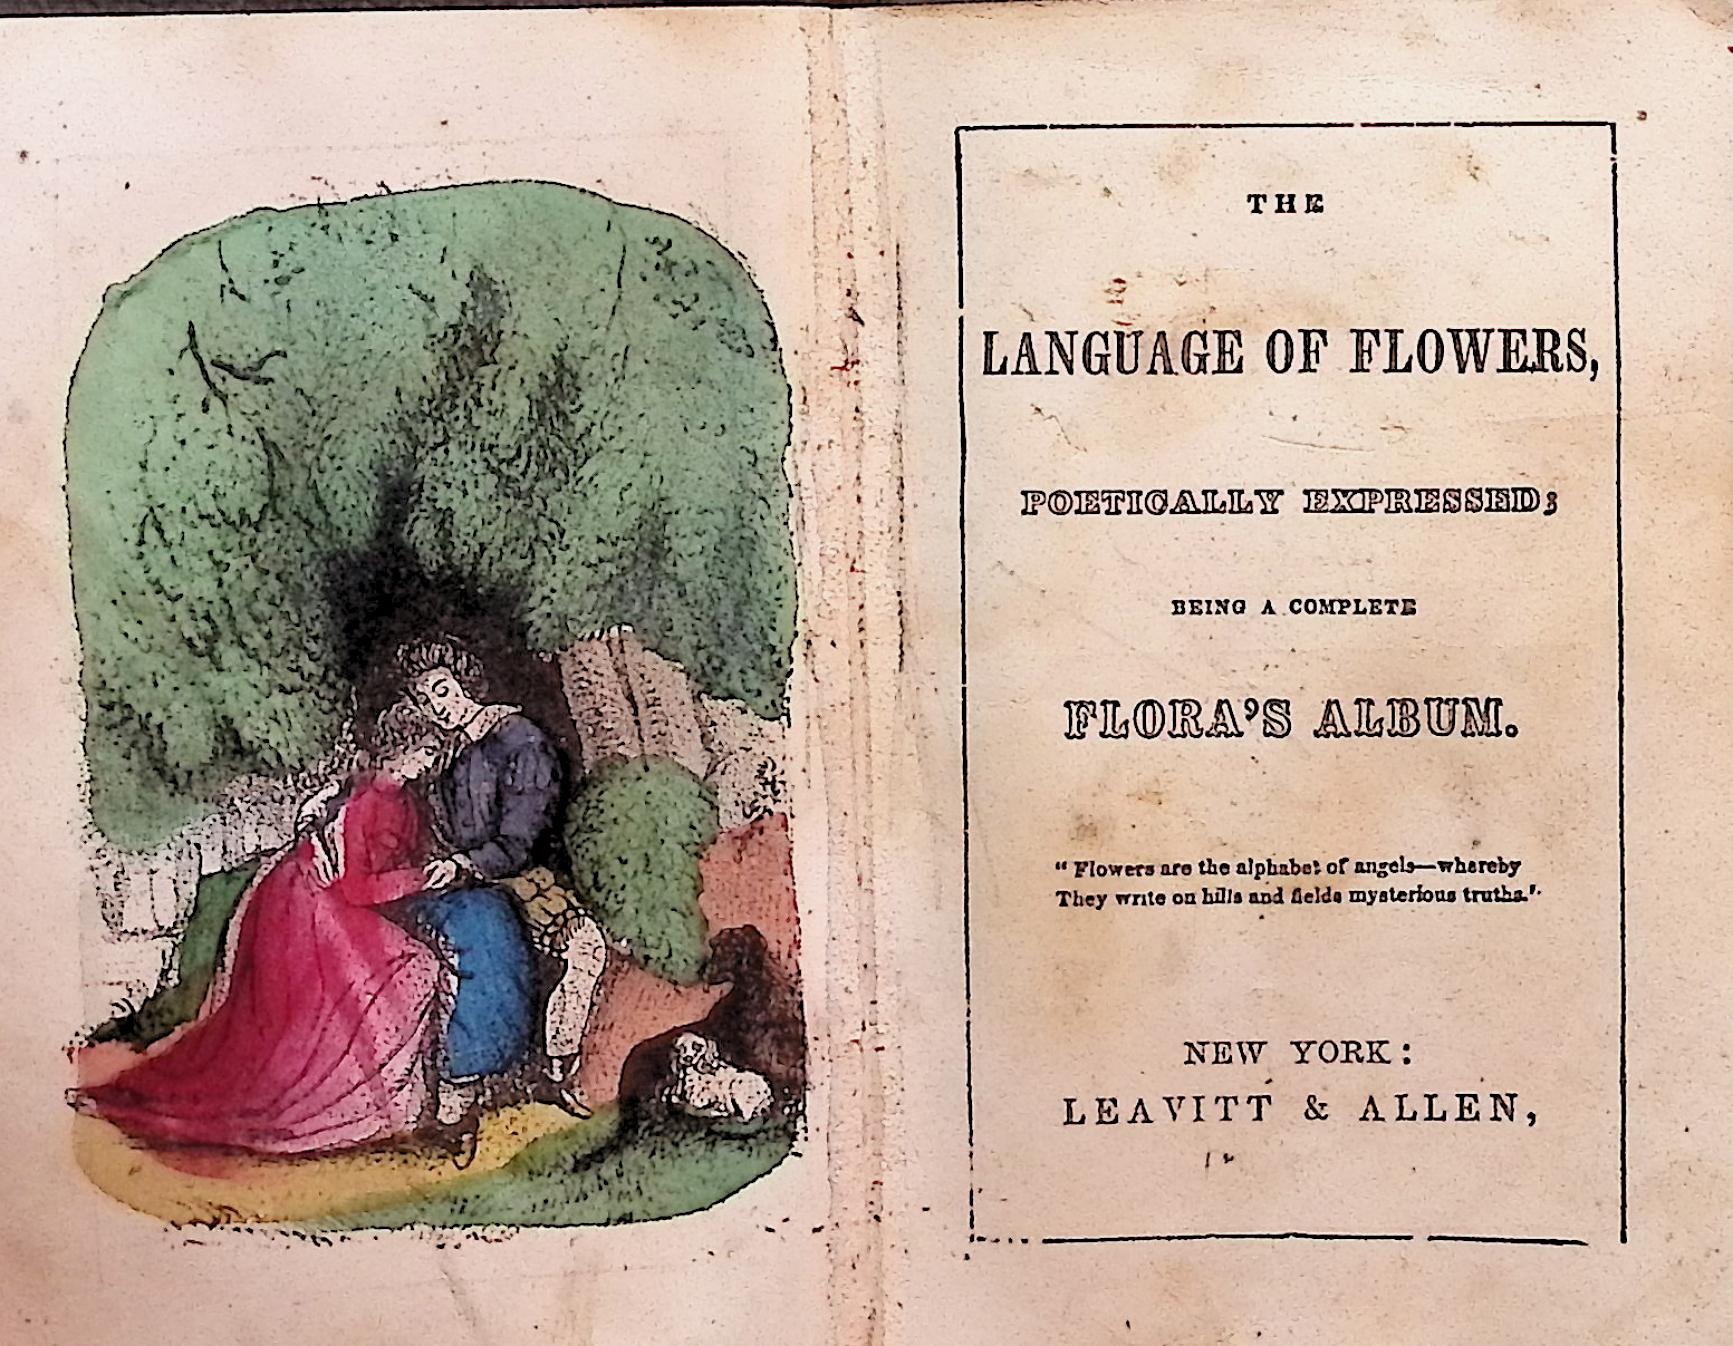 THE
LANGUAGE OF FLOWERS,
POETICALLY EXPRESSED;
BEING A COMPLETE
FLORA'S ALBUM.
" Flowers are the alphabet of angels—whereby
They write on hills and fields mysterious truths."
NEW YORK:
LEAVITT & ALLEN,